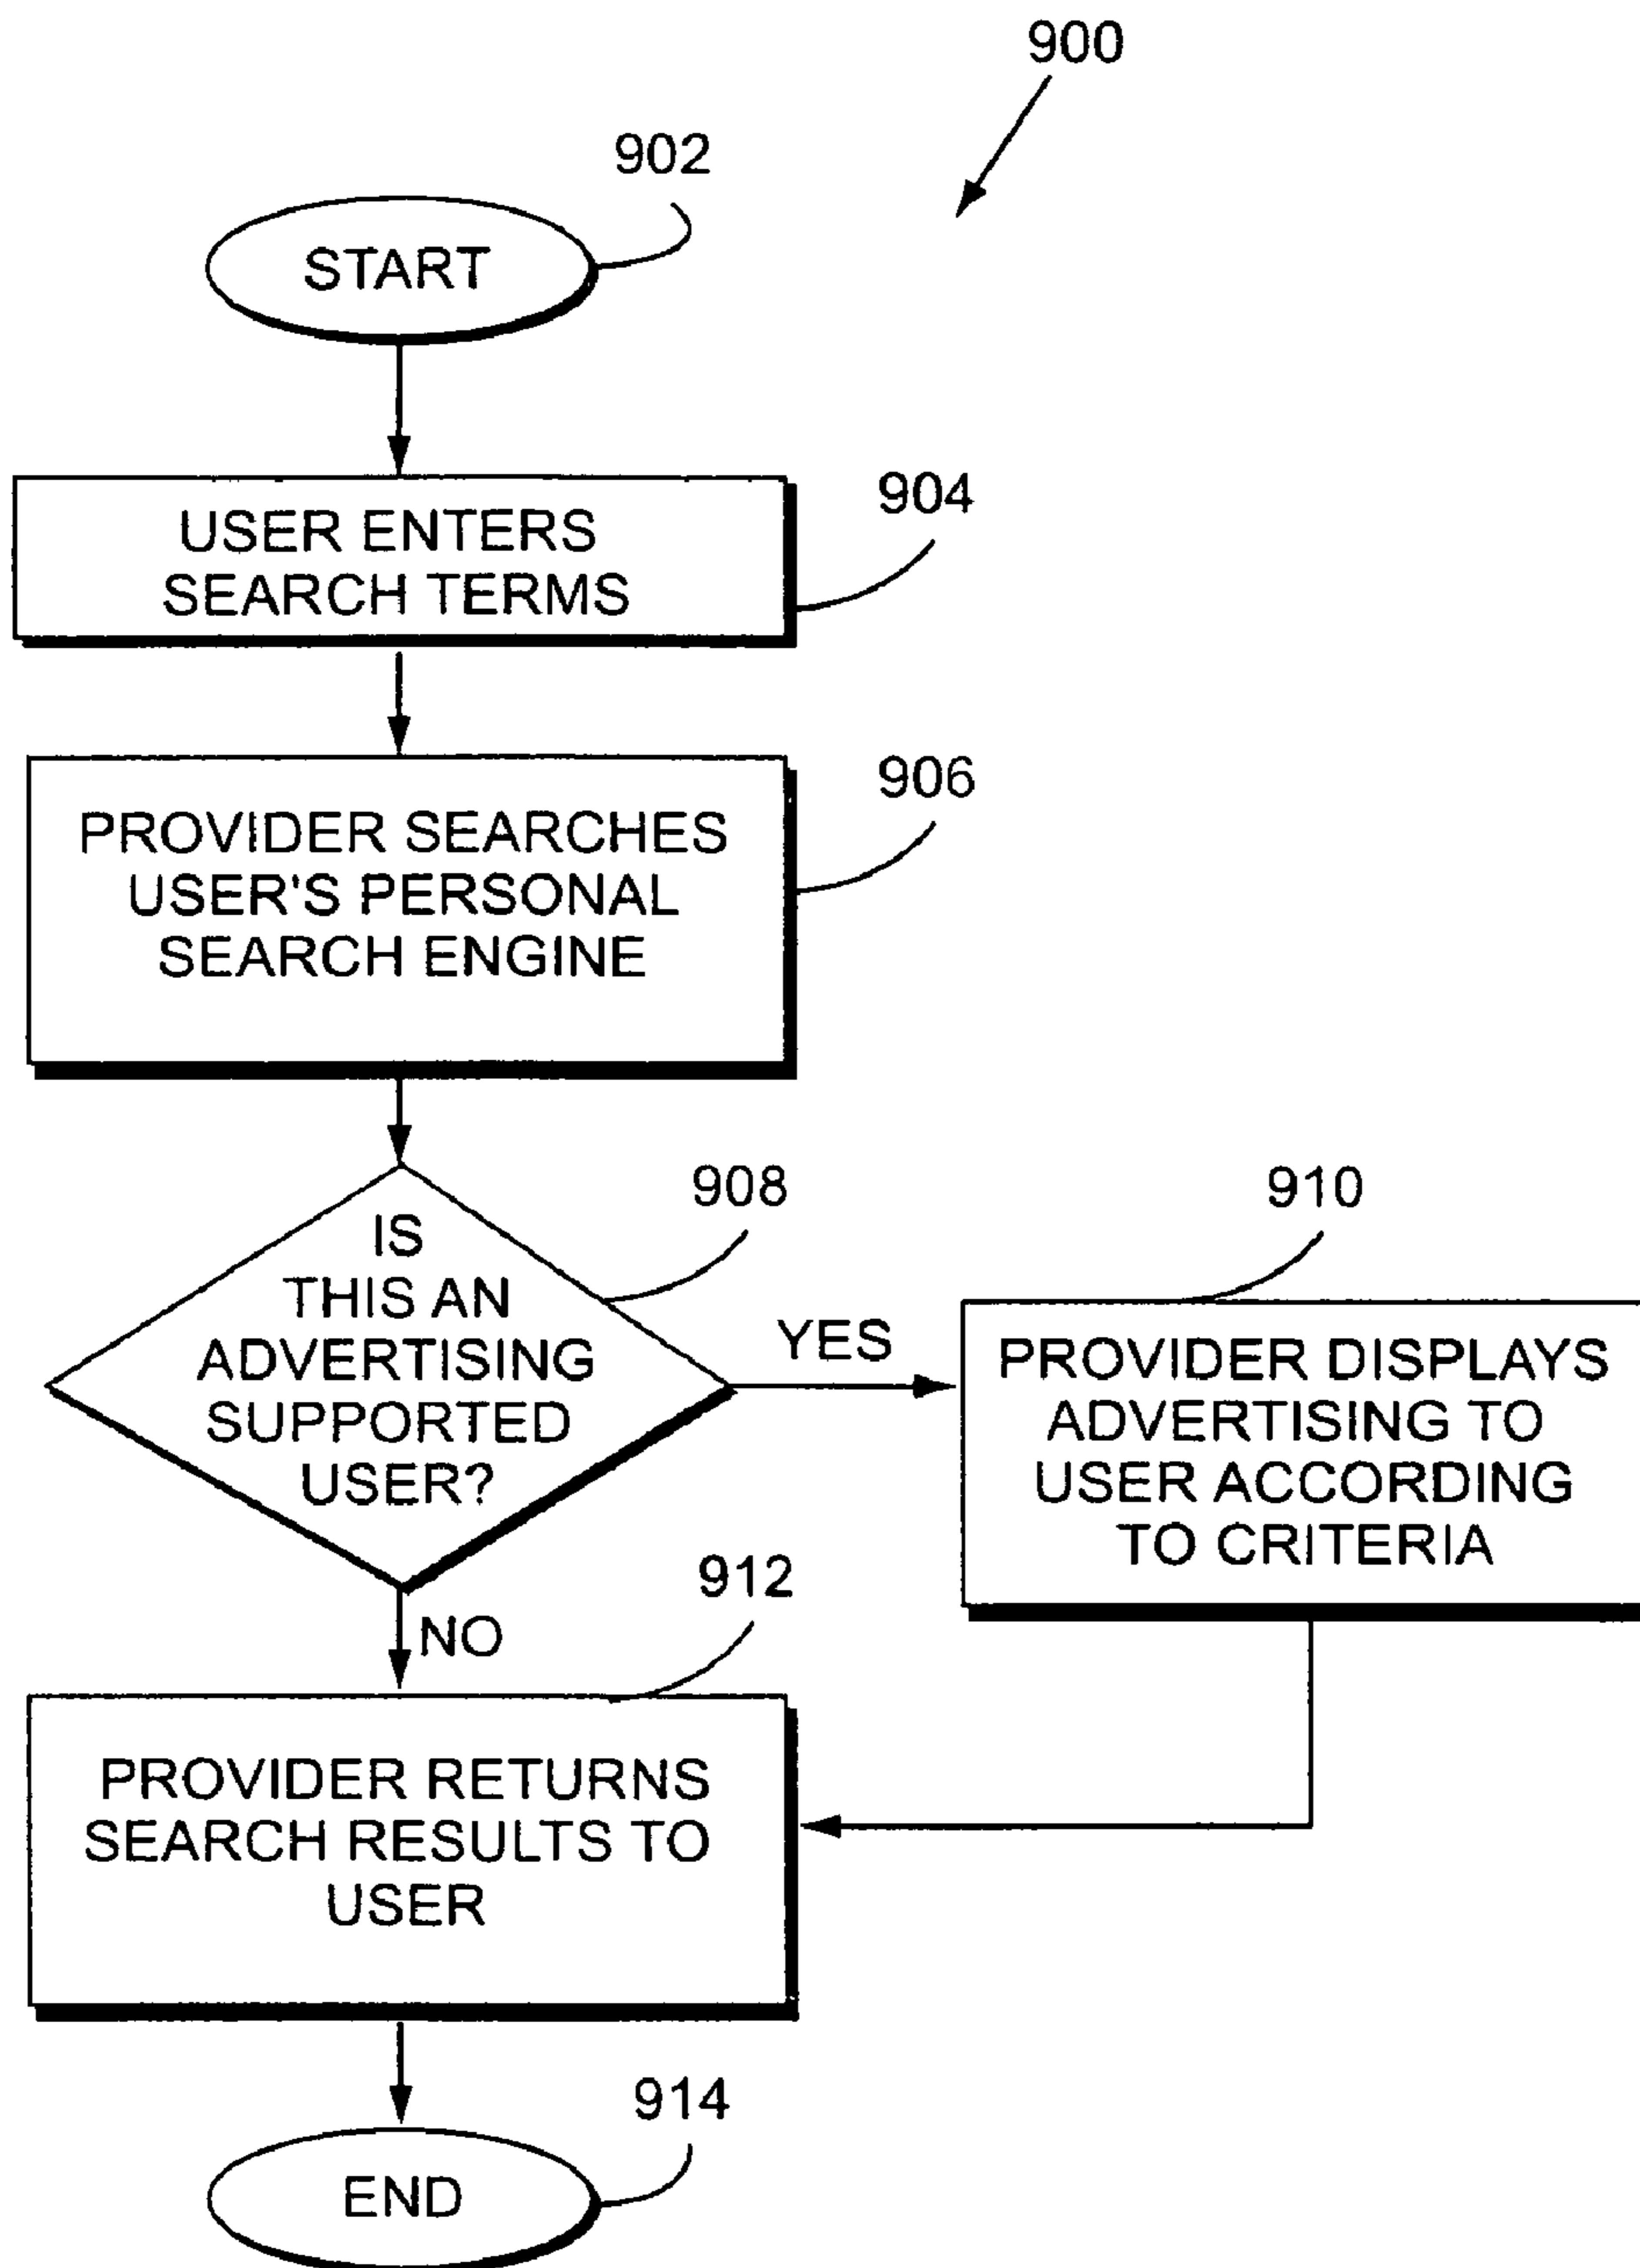 900
902
START
904
USER ENTERS
SEARCH TERMS
906
PROVIDER SEARCHES
USER'S PERSONAL
SEARCH ENGINE
908
IS
THIS AN
ADVERTISING
SUPPORTED
USER?
YES
910
PROVIDER DISPLAYS
ADVERTISING TO
USER ACCORDING
TO CRITERIA
NO
912
PROVIDER RETURNS
SEARCH RESULTS TO
USER
914
END